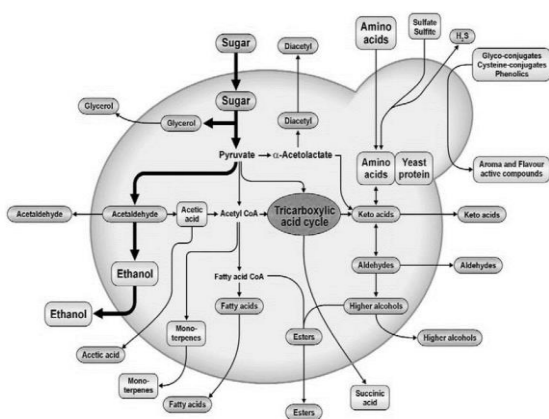 Sugar
Diacetyl
Amino
acids
Sulfate
Sulfite
H₂S
Glyco-conjugates
Cysteine-conjugates
Phenolics
Sugar
Glycerol
Glycerol
Diacetyl
Pyruvate
α-Acetolactate
Amino
acids
Yeast
protein
Aroma and Flavour
active compounds
Acetaldehyde
Acetaldehyde
Acetic
acid
Acetyl CoA
Tricarboxylic
acid cycle
Keto acids
Keto acids
Ethanol
Fatty acid CoA
Aldehydes
Aldehydes
Ethanol
Fatty acids
Higher alcohols
Mono-
terpenes
Esters
Higher alcohols
Acetic acid
Mono-
terpenes
Fatty acids
Esters
Succinic
acid